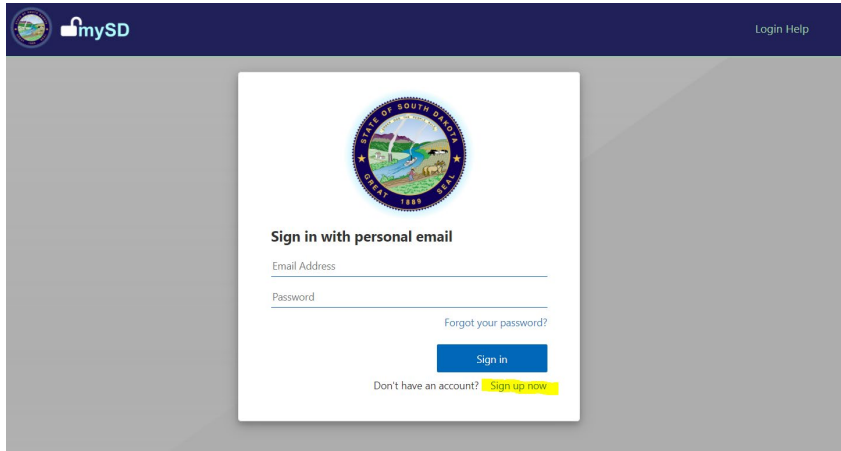 mySD
Login Help
STATE OF SOUTH DAKOTA
GREAT SEAL
1889
Sign in with personal email
Email Address
Password
Forgot your password?
Sign in
Don't have an account? Sign up now